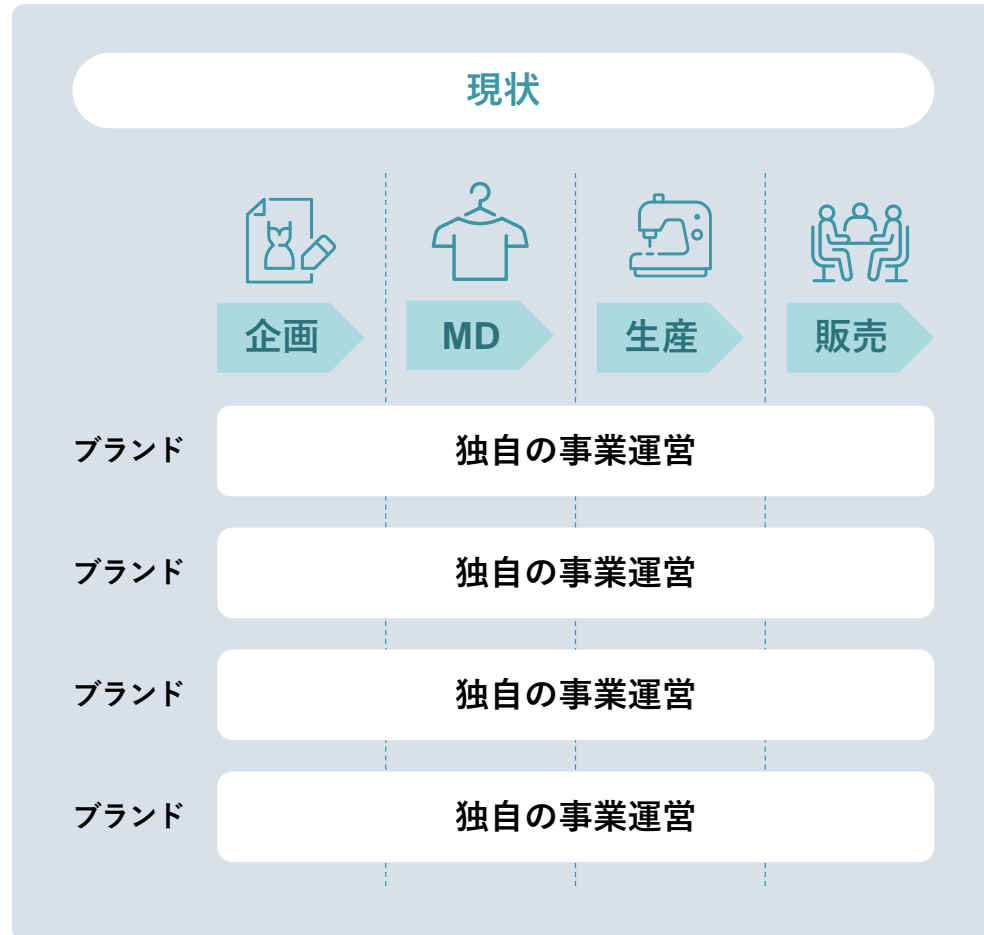 現状
企画
MD
生産
販売
ブランド
独自の事業運営
ブランド
独自の事業運営
ブランド
独自の事業運営
ブランド
独自の事業運営